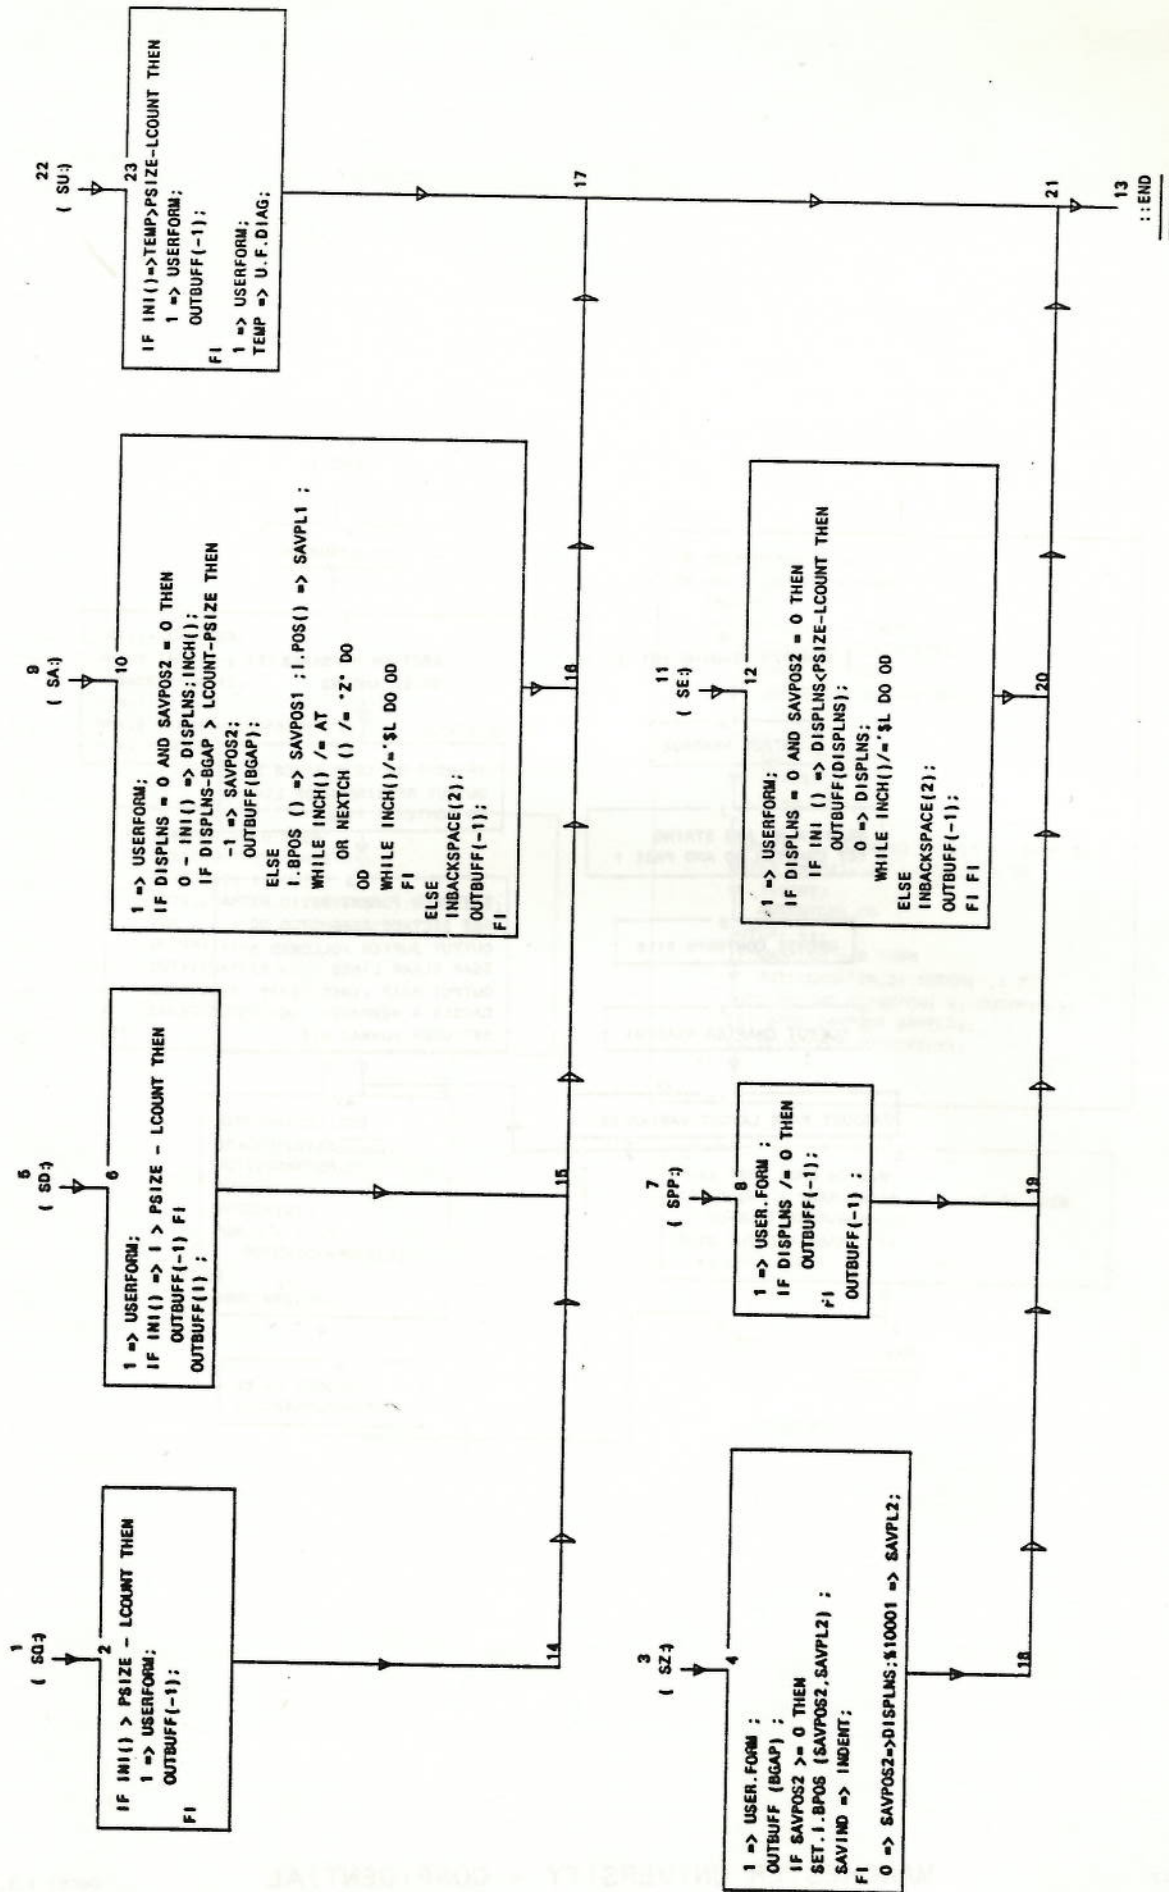 1
( SQ:)
2
IF INI() > PSIZE - LCOUNT THEN
1 => USERFORM;
OUTBUFF(-1);
FI
14
5
( SD:)
6
1 => USERFORM;
IF INI() => I > PSIZE - LCOUNT THEN
OUTBUFF(-1) FI
OUTBUFF(I) ;
15
9
( SA:)
10
1 => USERFORM;
IF DISPLNS = 0 AND SAVPOS2 = 0 THEN
0 - INI() => DISPLNS;INCH();
IF DISPLNS-BGAP > LCOUNT-PSIZE THEN
-1 => SAVPOS2;
OUTBUFF(BGAP);
ELSE
I.BPOS () => SAVPOS1 ;I.POS() => SAVPL1 ;
WHILE INCH() /= AT
OR NEXTCH () /= "Z" DO
OD
WHILE INCH()/='$L DO OD
FI
ELSE
INBACKSPACE(2);
OUTBUFF(-1);
FI
16
22
( SU:)
23
IF INI()=>TEMP>PSIZE-LCOUNT THEN
1 => USERFORM;
OUTBUFF(-1);
FI
1 => USERFORM;
TEMP => U.F.DIAG;
17
3
( SZ:)
4
1 => USER.FORM ;
OUTBUFF (BGAP) ;
IF SAVPOS2 >= 0 THEN
SET.I.BPOS (SAVPOS2,SAVPL2) ;
SAVIND => INDENT;
FI
0 => SAVPOS2=>DISPLNS;%10001 => SAVPL2;
18
7
( SPP:)
8
1 => USER.FORM ;
IF DISPLNS /= 0 THEN
OUTBUFF(-1);
FI
OUTBUFF(-1) ;
19
11
( SE:)
12
1 => USERFORM;
IF DISPLNS = 0 AND SAVPOS2 = 0 THEN
IF INI () => DISPLNS<PSIZE-LCOUNT THEN
OUTBUFF(DISPLNS);
0 => DISPLNS;
WHILE INCH()/='$L DO OD
ELSE
INBACKSPACE(2);
OUTBUFF(-1);
FI FI
20
21
13
::END